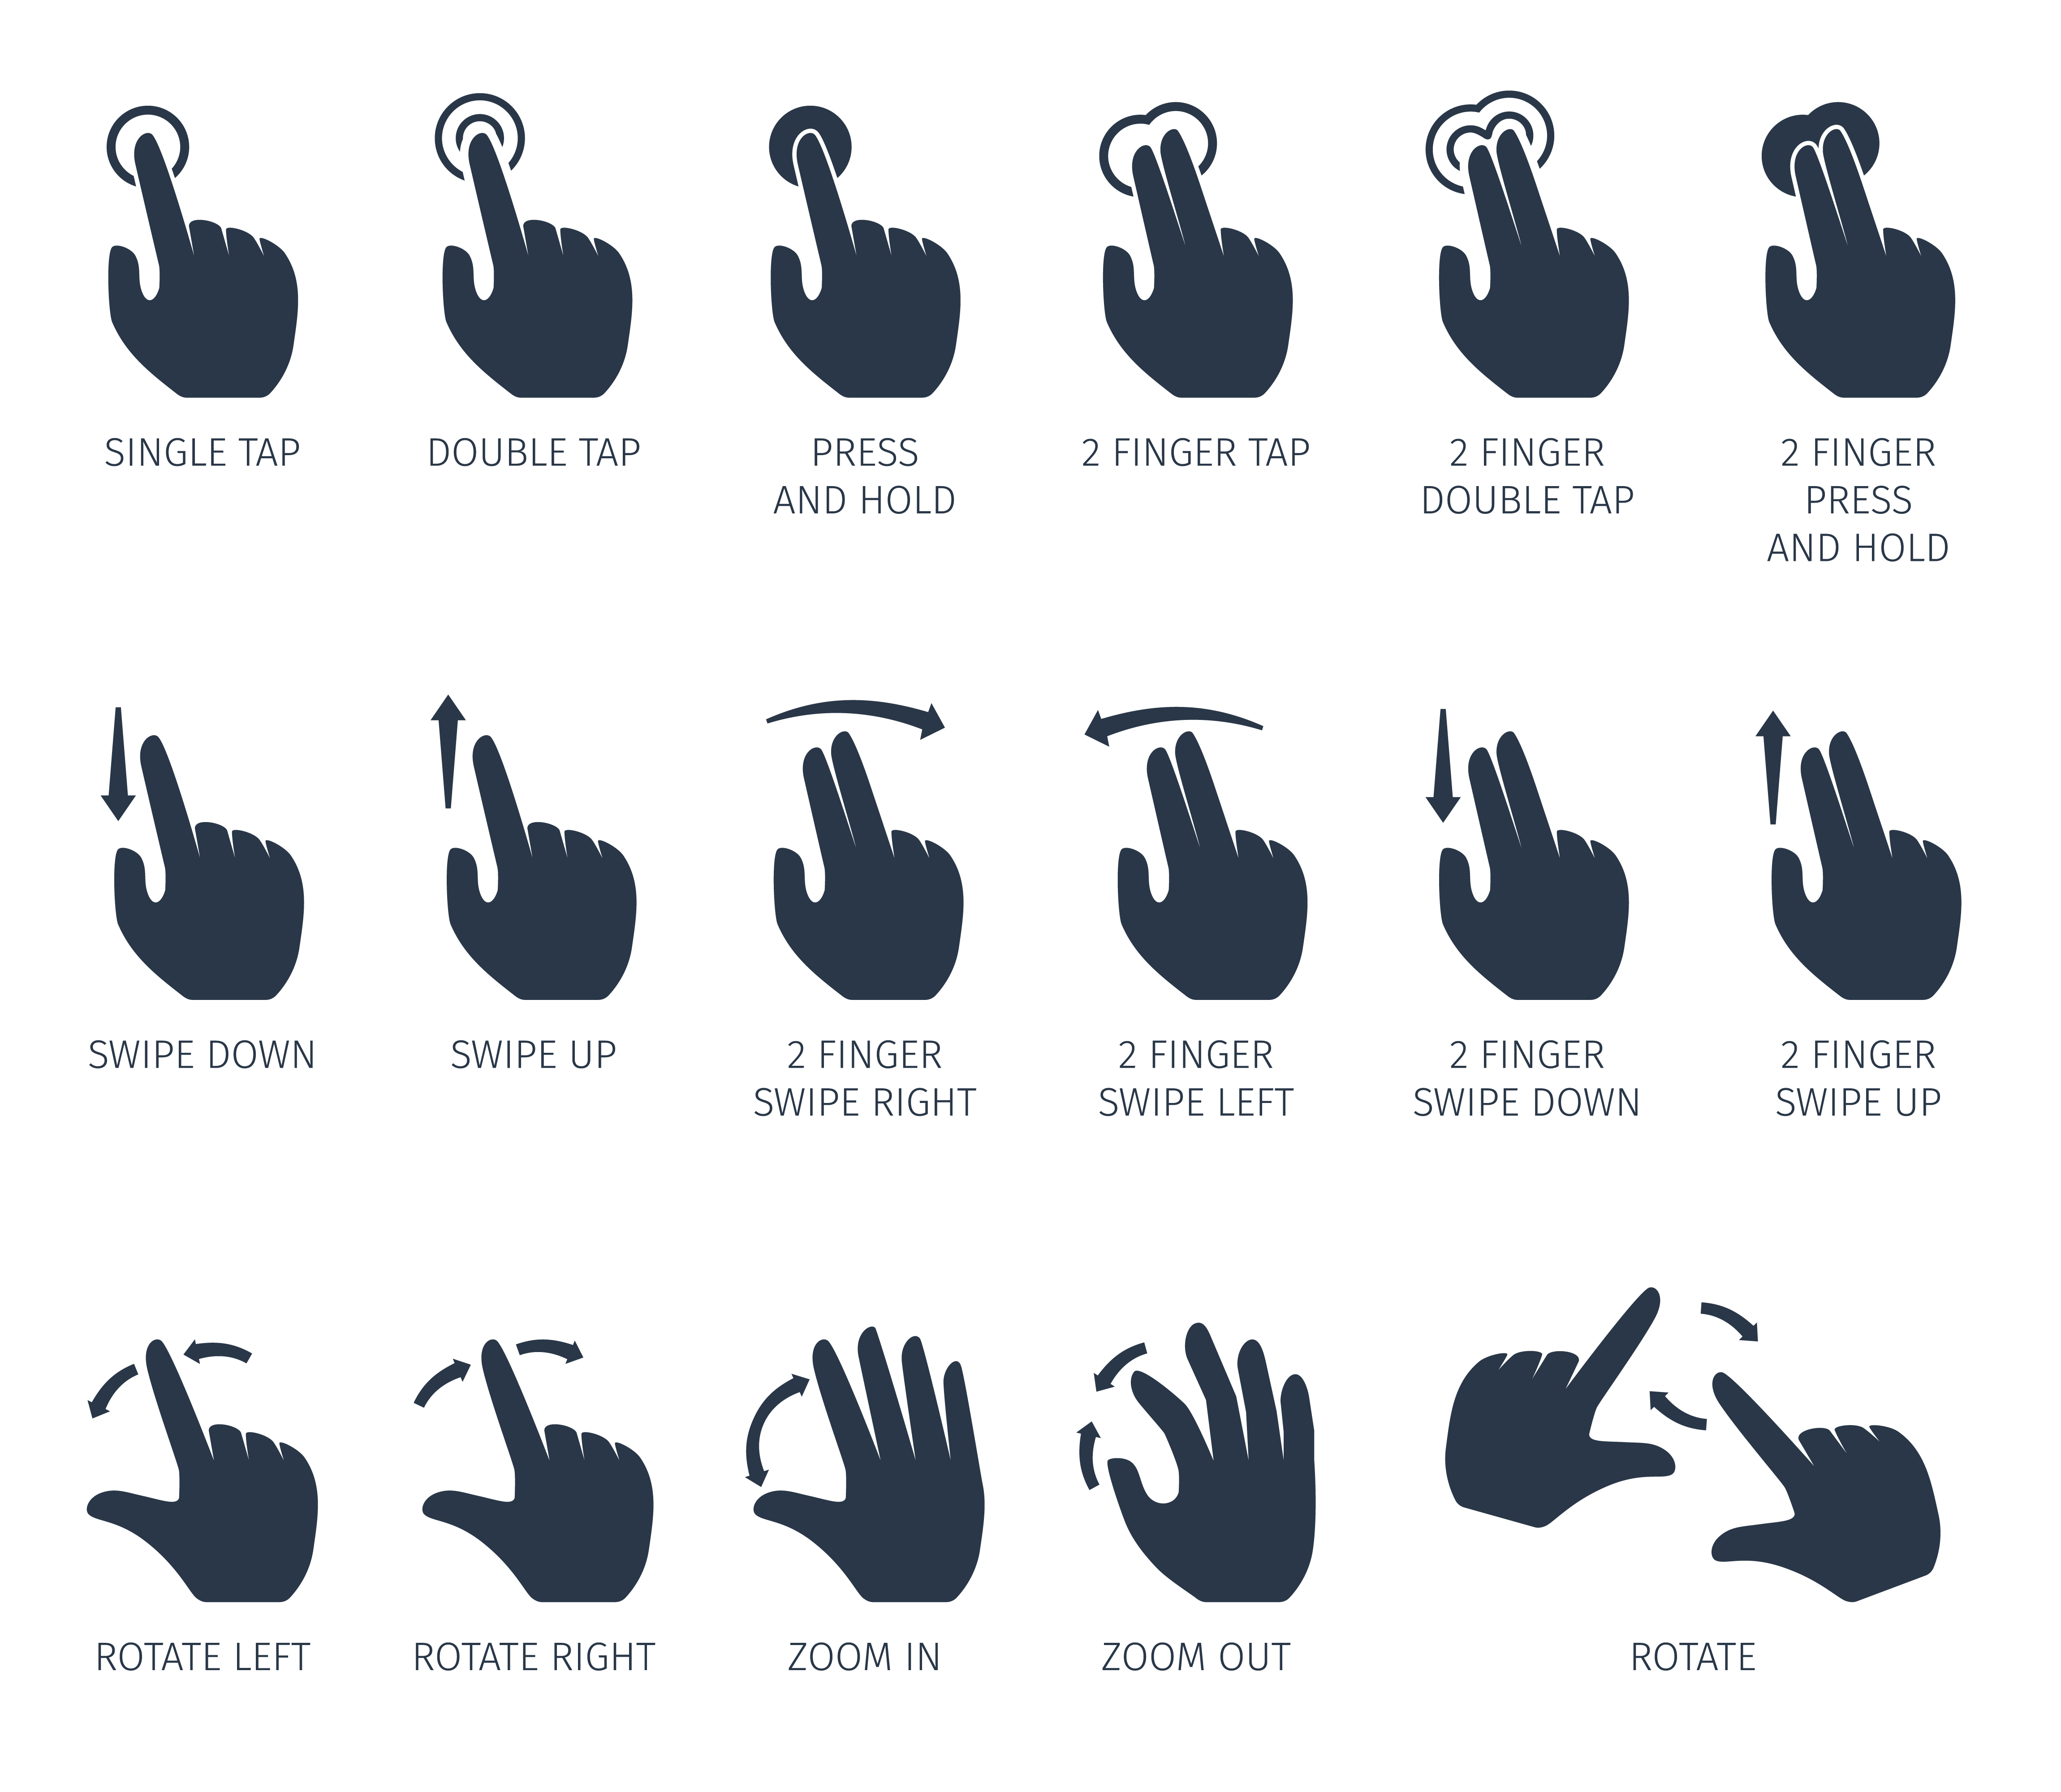 SINGLE TAP
DOUBLE TAP
PRESS
AND HOLD
2 FINGER TAP
2 FINGER
DOUBLE TAP
2 FINGER
PRESS
AND HOLD
SWIPE DOWN
SWIPE UP
2 FINGER
SWIPE RIGHT
2 FINGER
SWIPE LEFT
2 FINGER
SWIPE DOWN
2 FINGER
SWIPE UP
ROTATE LEFT
ROTATE RIGHT
ZOOM IN
ZOOM OUT
ROTATE